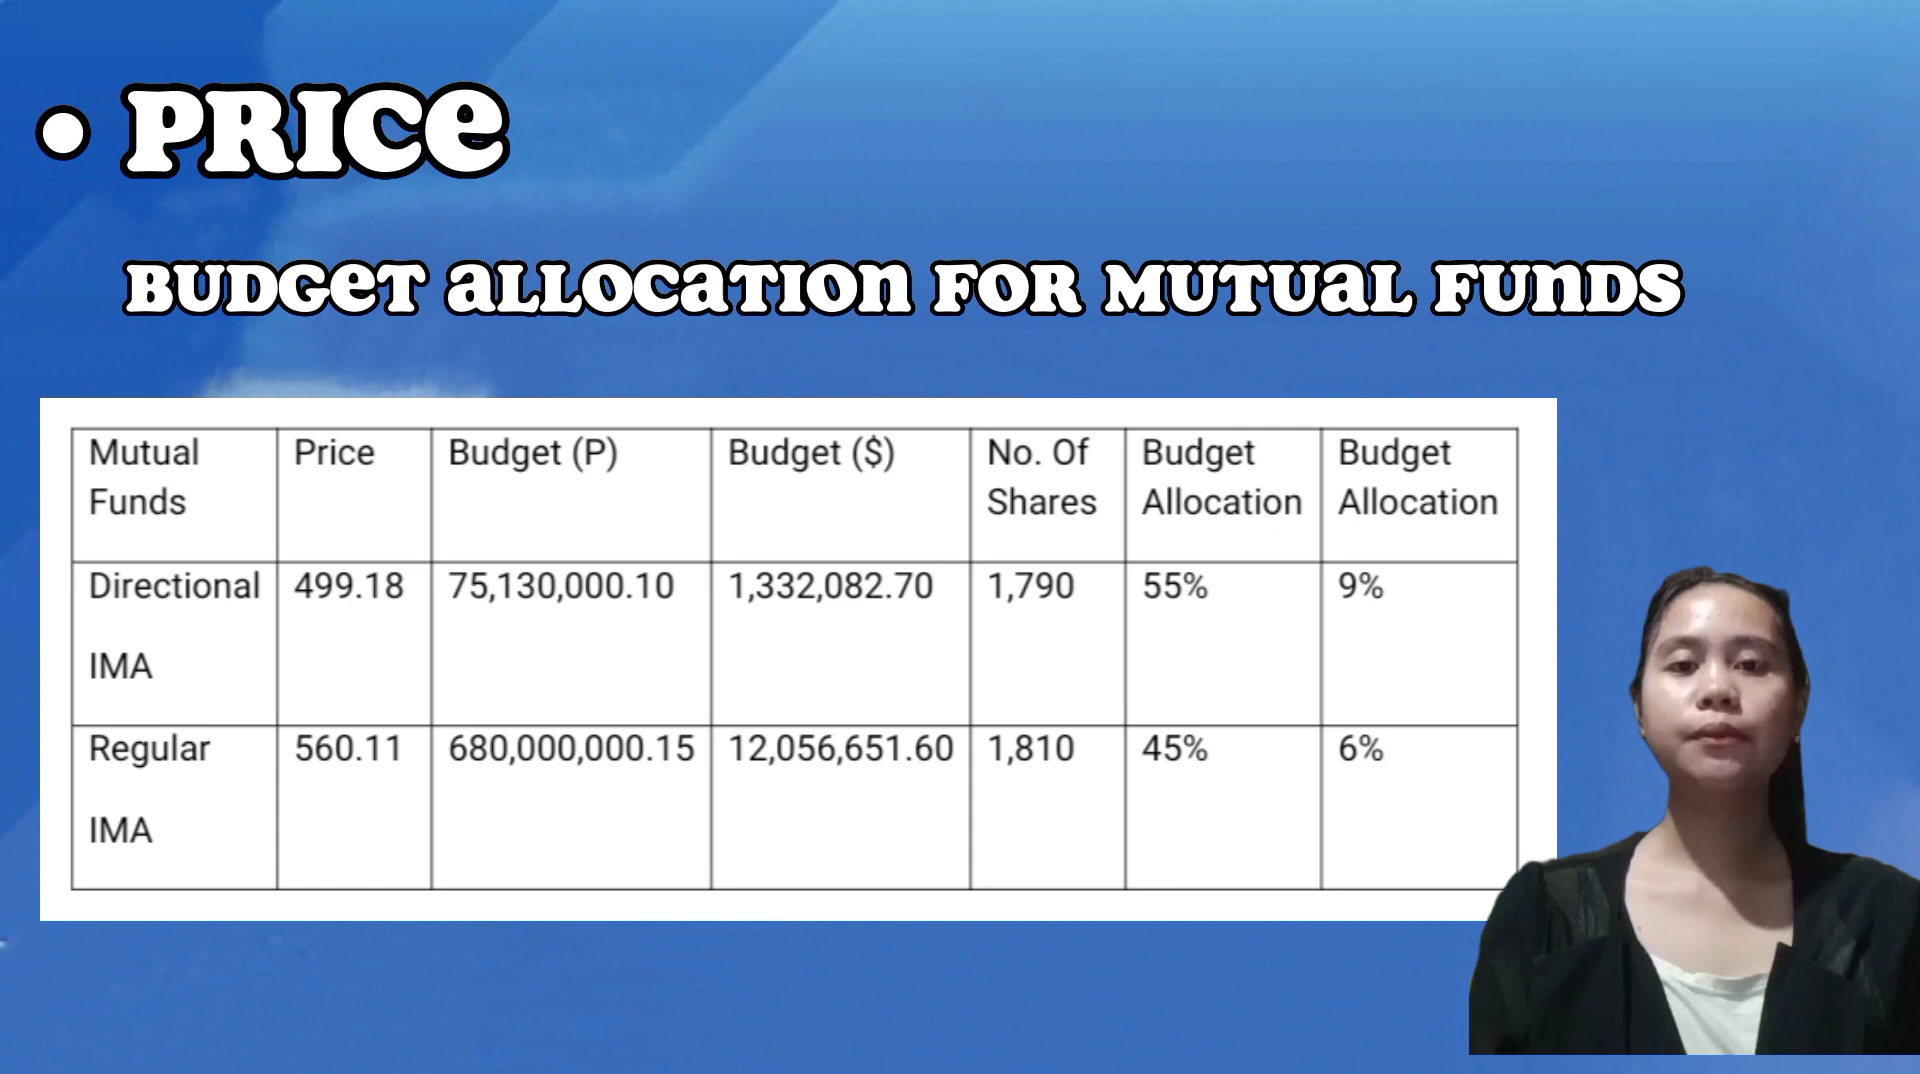 • PRICE
BUDGET ALLOCATION FOR MUTUAL FUNDS
Mutual Funds Price Budget (P) Budget ($) No. Of Shares Budget Allocation Budget Allocation
Directional IMA 499.18 75,130,000.10 1,332,082.70 1,790 55% 9%
Regular IMA 560.11 680,000,000.15 12,056,651.60 1,810 45% 6%